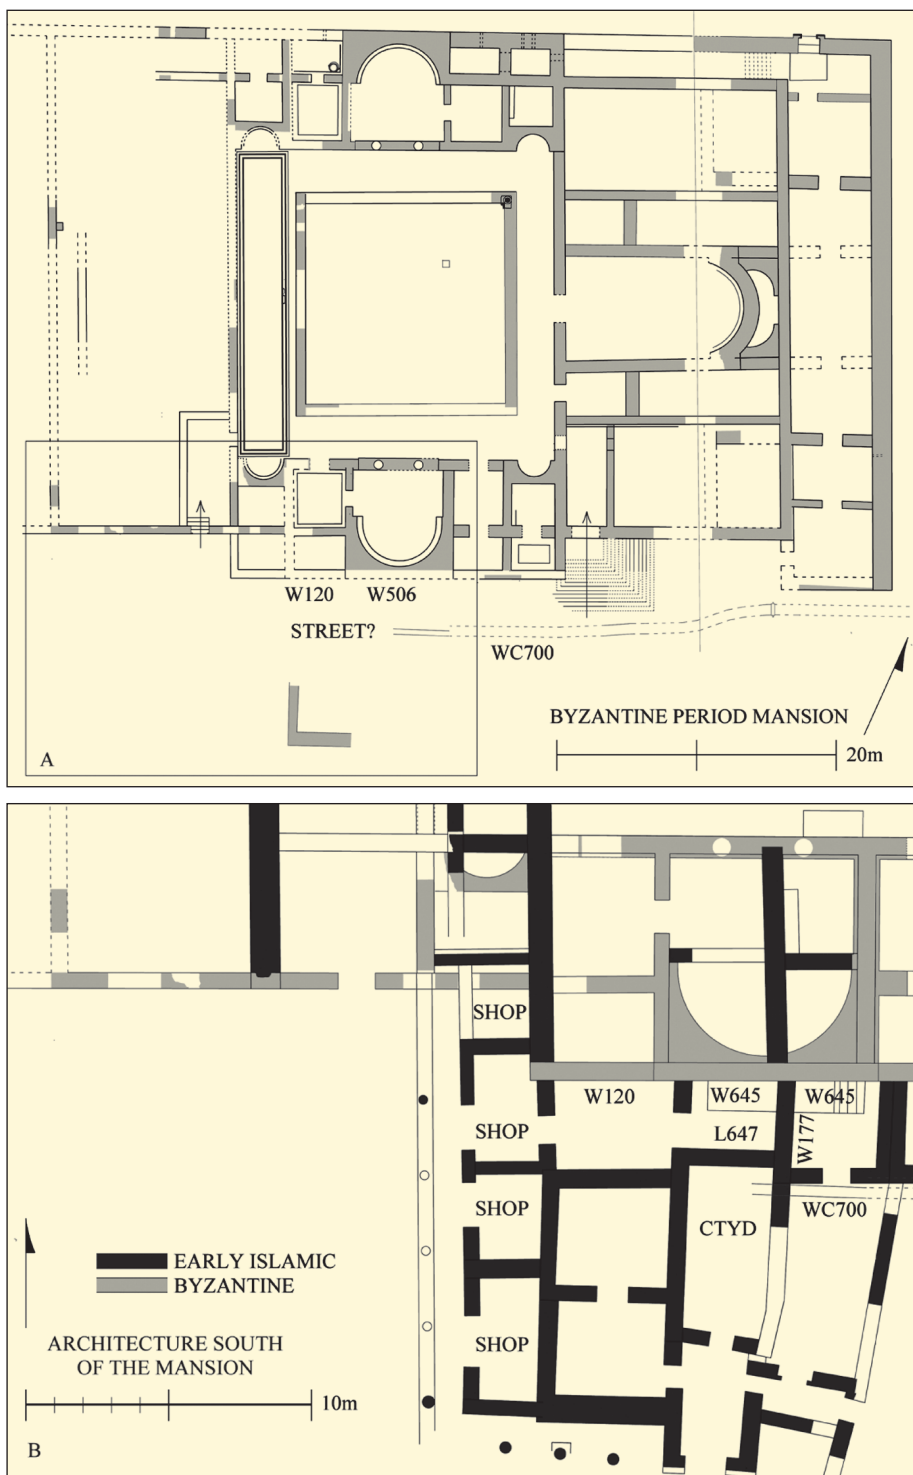 W120
W506
STREET?
WC700
BYZANTINE PERIOD MANSION
20m
A
SHOP
W120
W645
W645
SHOP
L647
W177
SHOP
WC700
CTYD
EARLY ISLAMIC
BYZANTINE
ARCHITECTURE SOUTH
OF THE MANSION
SHOP
10m
B